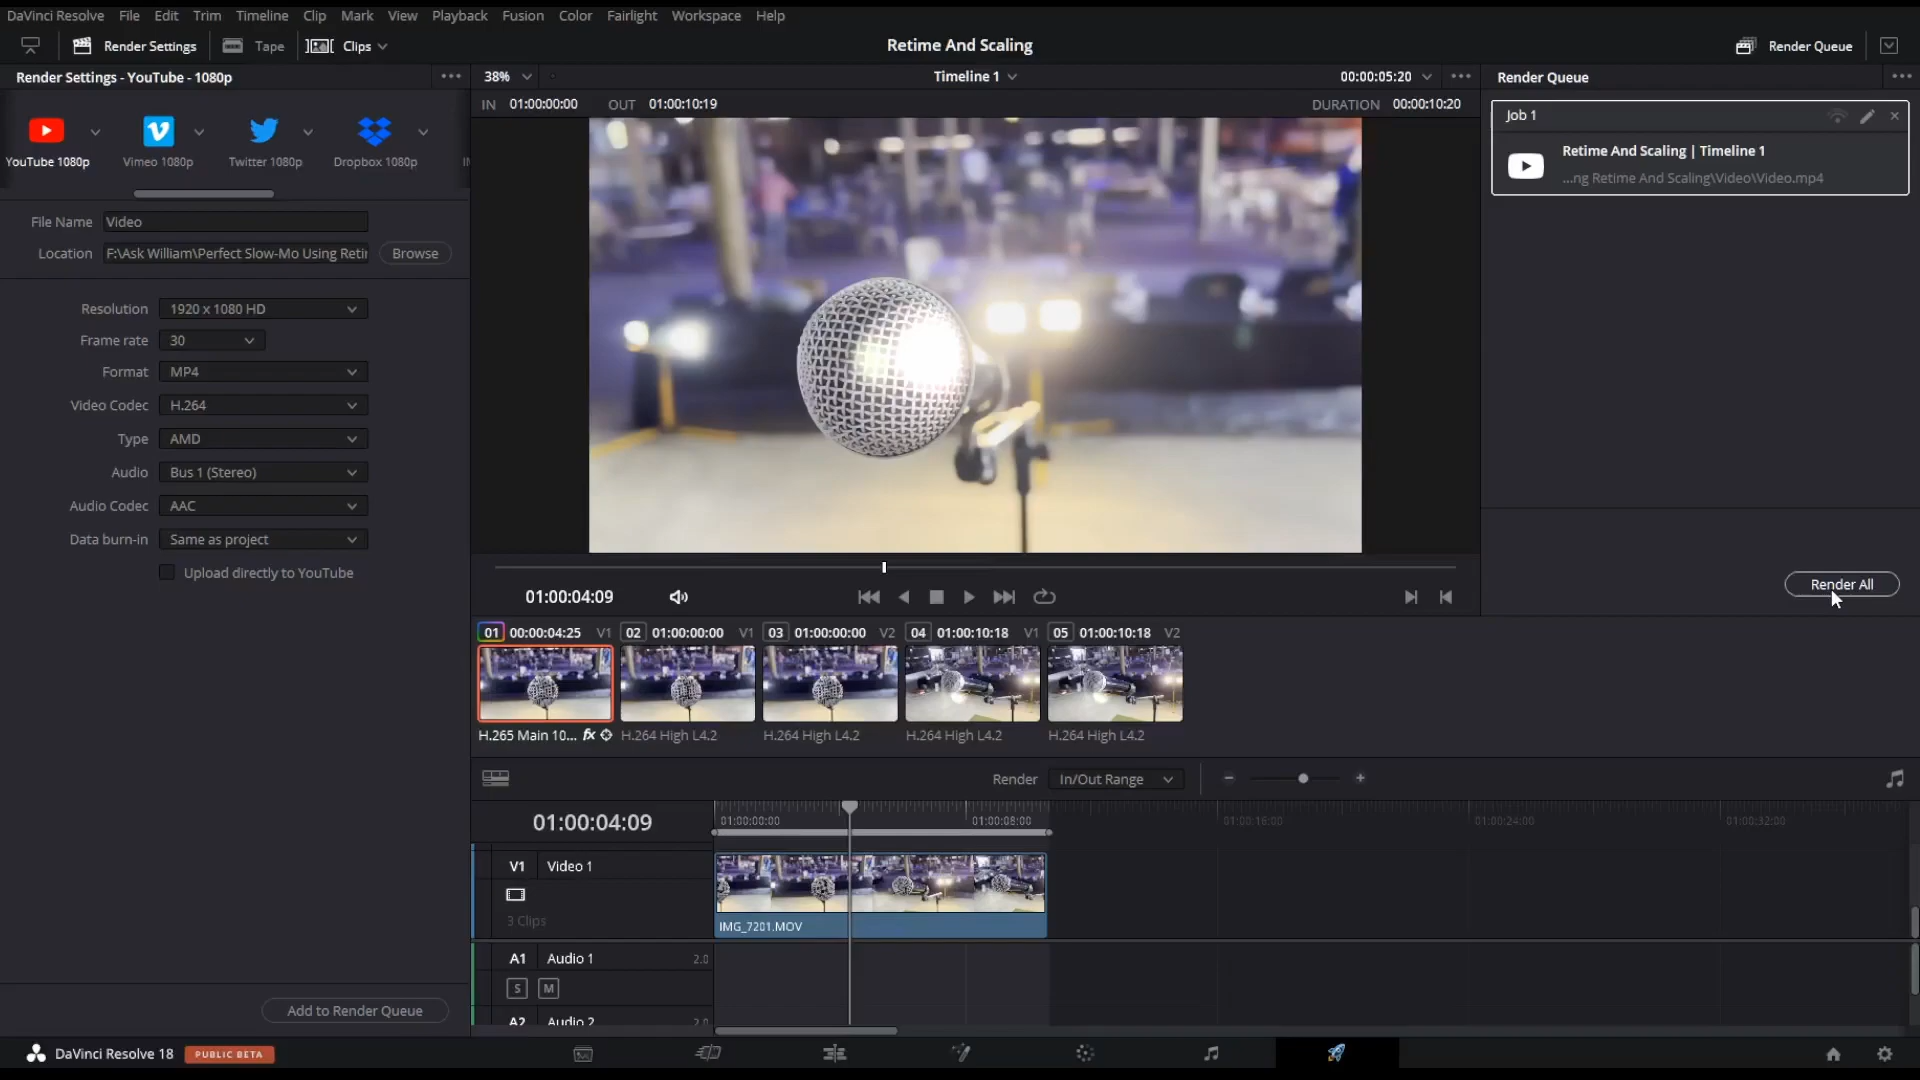 DaVinci Resolve File Edit Trim Timeline Clip Mark View Playback Fusion Color Fairlight Workspace Help
Render Settings Tape Clips
Retime And Scaling
Render Queue
Render Settings - YouTube - 1080p
38%
Timeline 1
00:00:05:20
Render Queue
IN 01:00:00:00 OUT 01:00:10:19
DURATION 00:00:10:20
YouTube 1080p
Vimeo 1080p
Twitter 1080p
Dropbox 1080p
File Name Video
Location F:\Ask William\Perfect Slow-Mo Using Retir Browse
Resolution 1920 x 1080 HD
Frame rate 30
Format MP4
Video Codec H.264
Type AMD
Audio Bus 1 (Stereo)
Audio Codec AAC
Data burn-in Same as project
Upload directly to YouTube
Add to Render Queue
Job 1
Retime And Scaling | Timeline 1
...ng Retime And Scaling\Video\Video.mp4
Render All
01:00:04:09
01 00:00:04:25 V1
02 01:00:00:00 V1
03 01:00:00:00 V2
04 01:00:10:18 V1
05 01:00:10:18 V2
H.265 Main 10... fx
H.264 High L4.2
H.264 High L4.2
H.264 High L4.2
H.264 High L4.2
Render In/Out Range
01:00:04:09
01:00:00:00
01:00:08:00
01:00:16:00
01:00:24:00
01:00:32:00
V1 Video 1
3 Clips
IMG_7201.MOV
A1 Audio 1 2.0
S M
A2 Audio 2 2.0
DaVinci Resolve 18 PUBLIC BETA